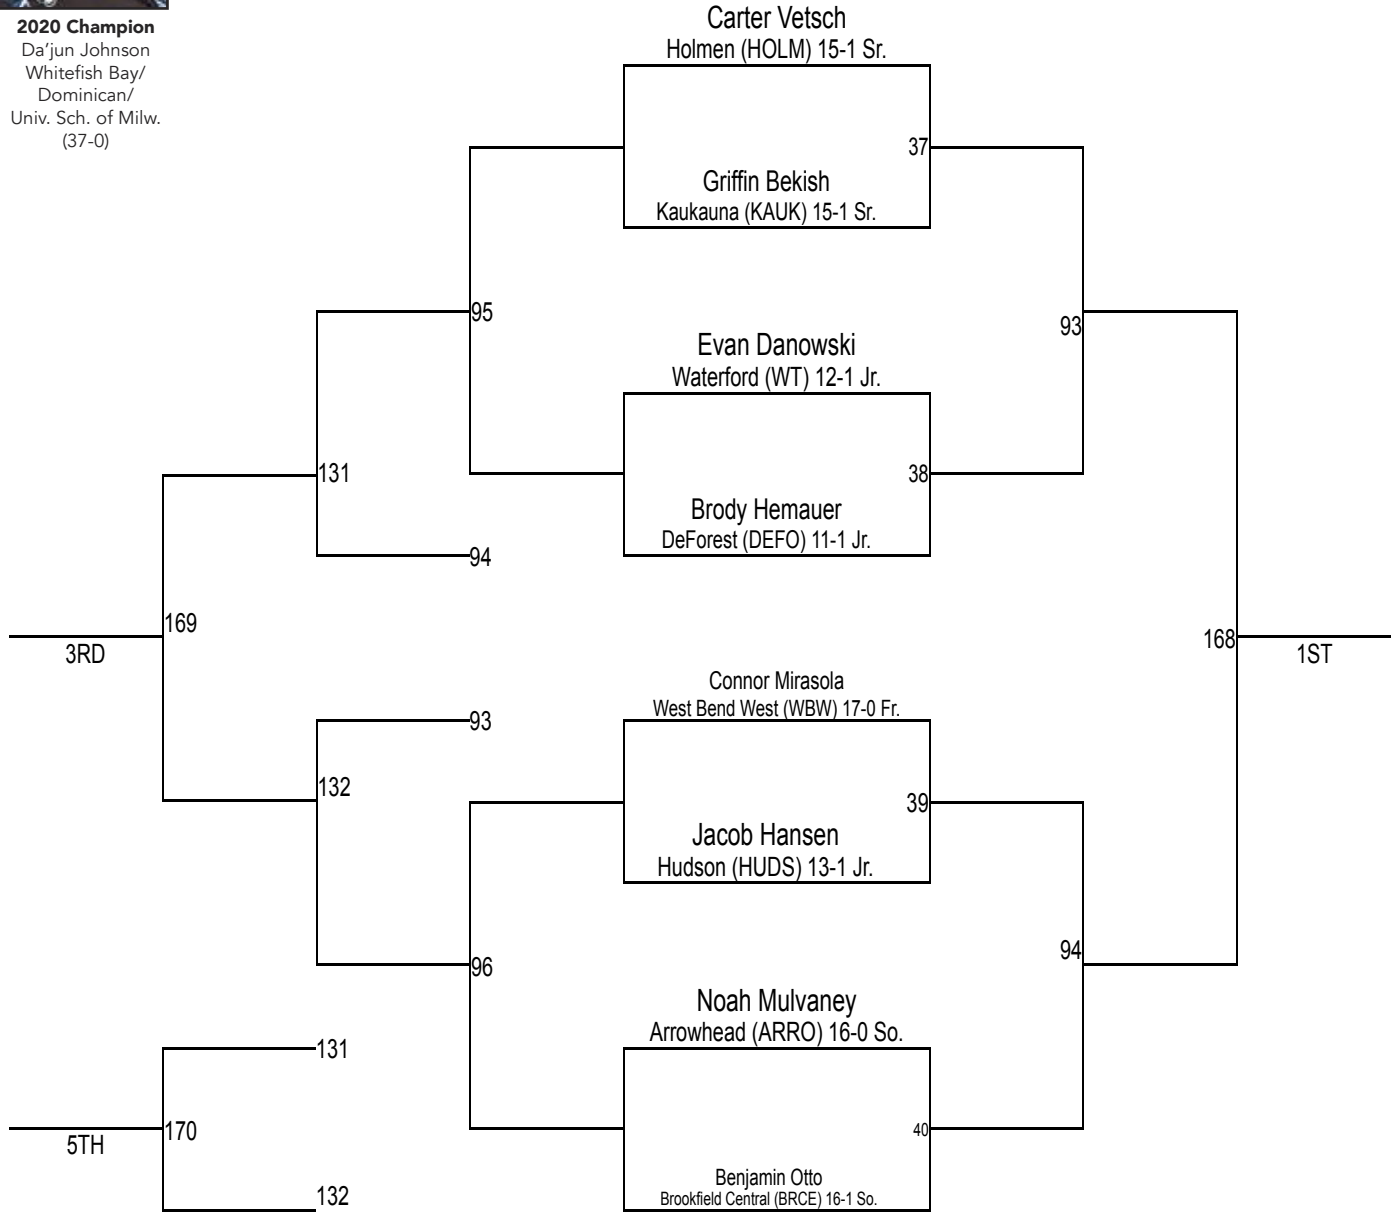 2020 Champion
Da'jun Johnson
Whitefish Bay/
Dominican/
Univ. Sch. of Milw.
(37-0)
Carter Vetsch
Holmen (HOLM) 15-1 Sr.
37
Griffin Bekish
Kaukauna (KAUK) 15-1 Sr.
95
93
Evan Danowski
Waterford (WT) 12-1 Jr.
131
38
Brody Hemauer
DeForest (DEFO) 11-1 Jr.
94
169
3RD
168
1ST
Connor Mirasola
West Bend West (WBW) 17-0 Fr.
93
132
39
Jacob Hansen
Hudson (HUDS) 13-1 Jr.
96
94
Noah Mulvaney
Arrowhead (ARRO) 16-0 So.
131
170
5TH
40
Benjamin Otto
Brookfield Central (BRCE) 16-1 So.
132